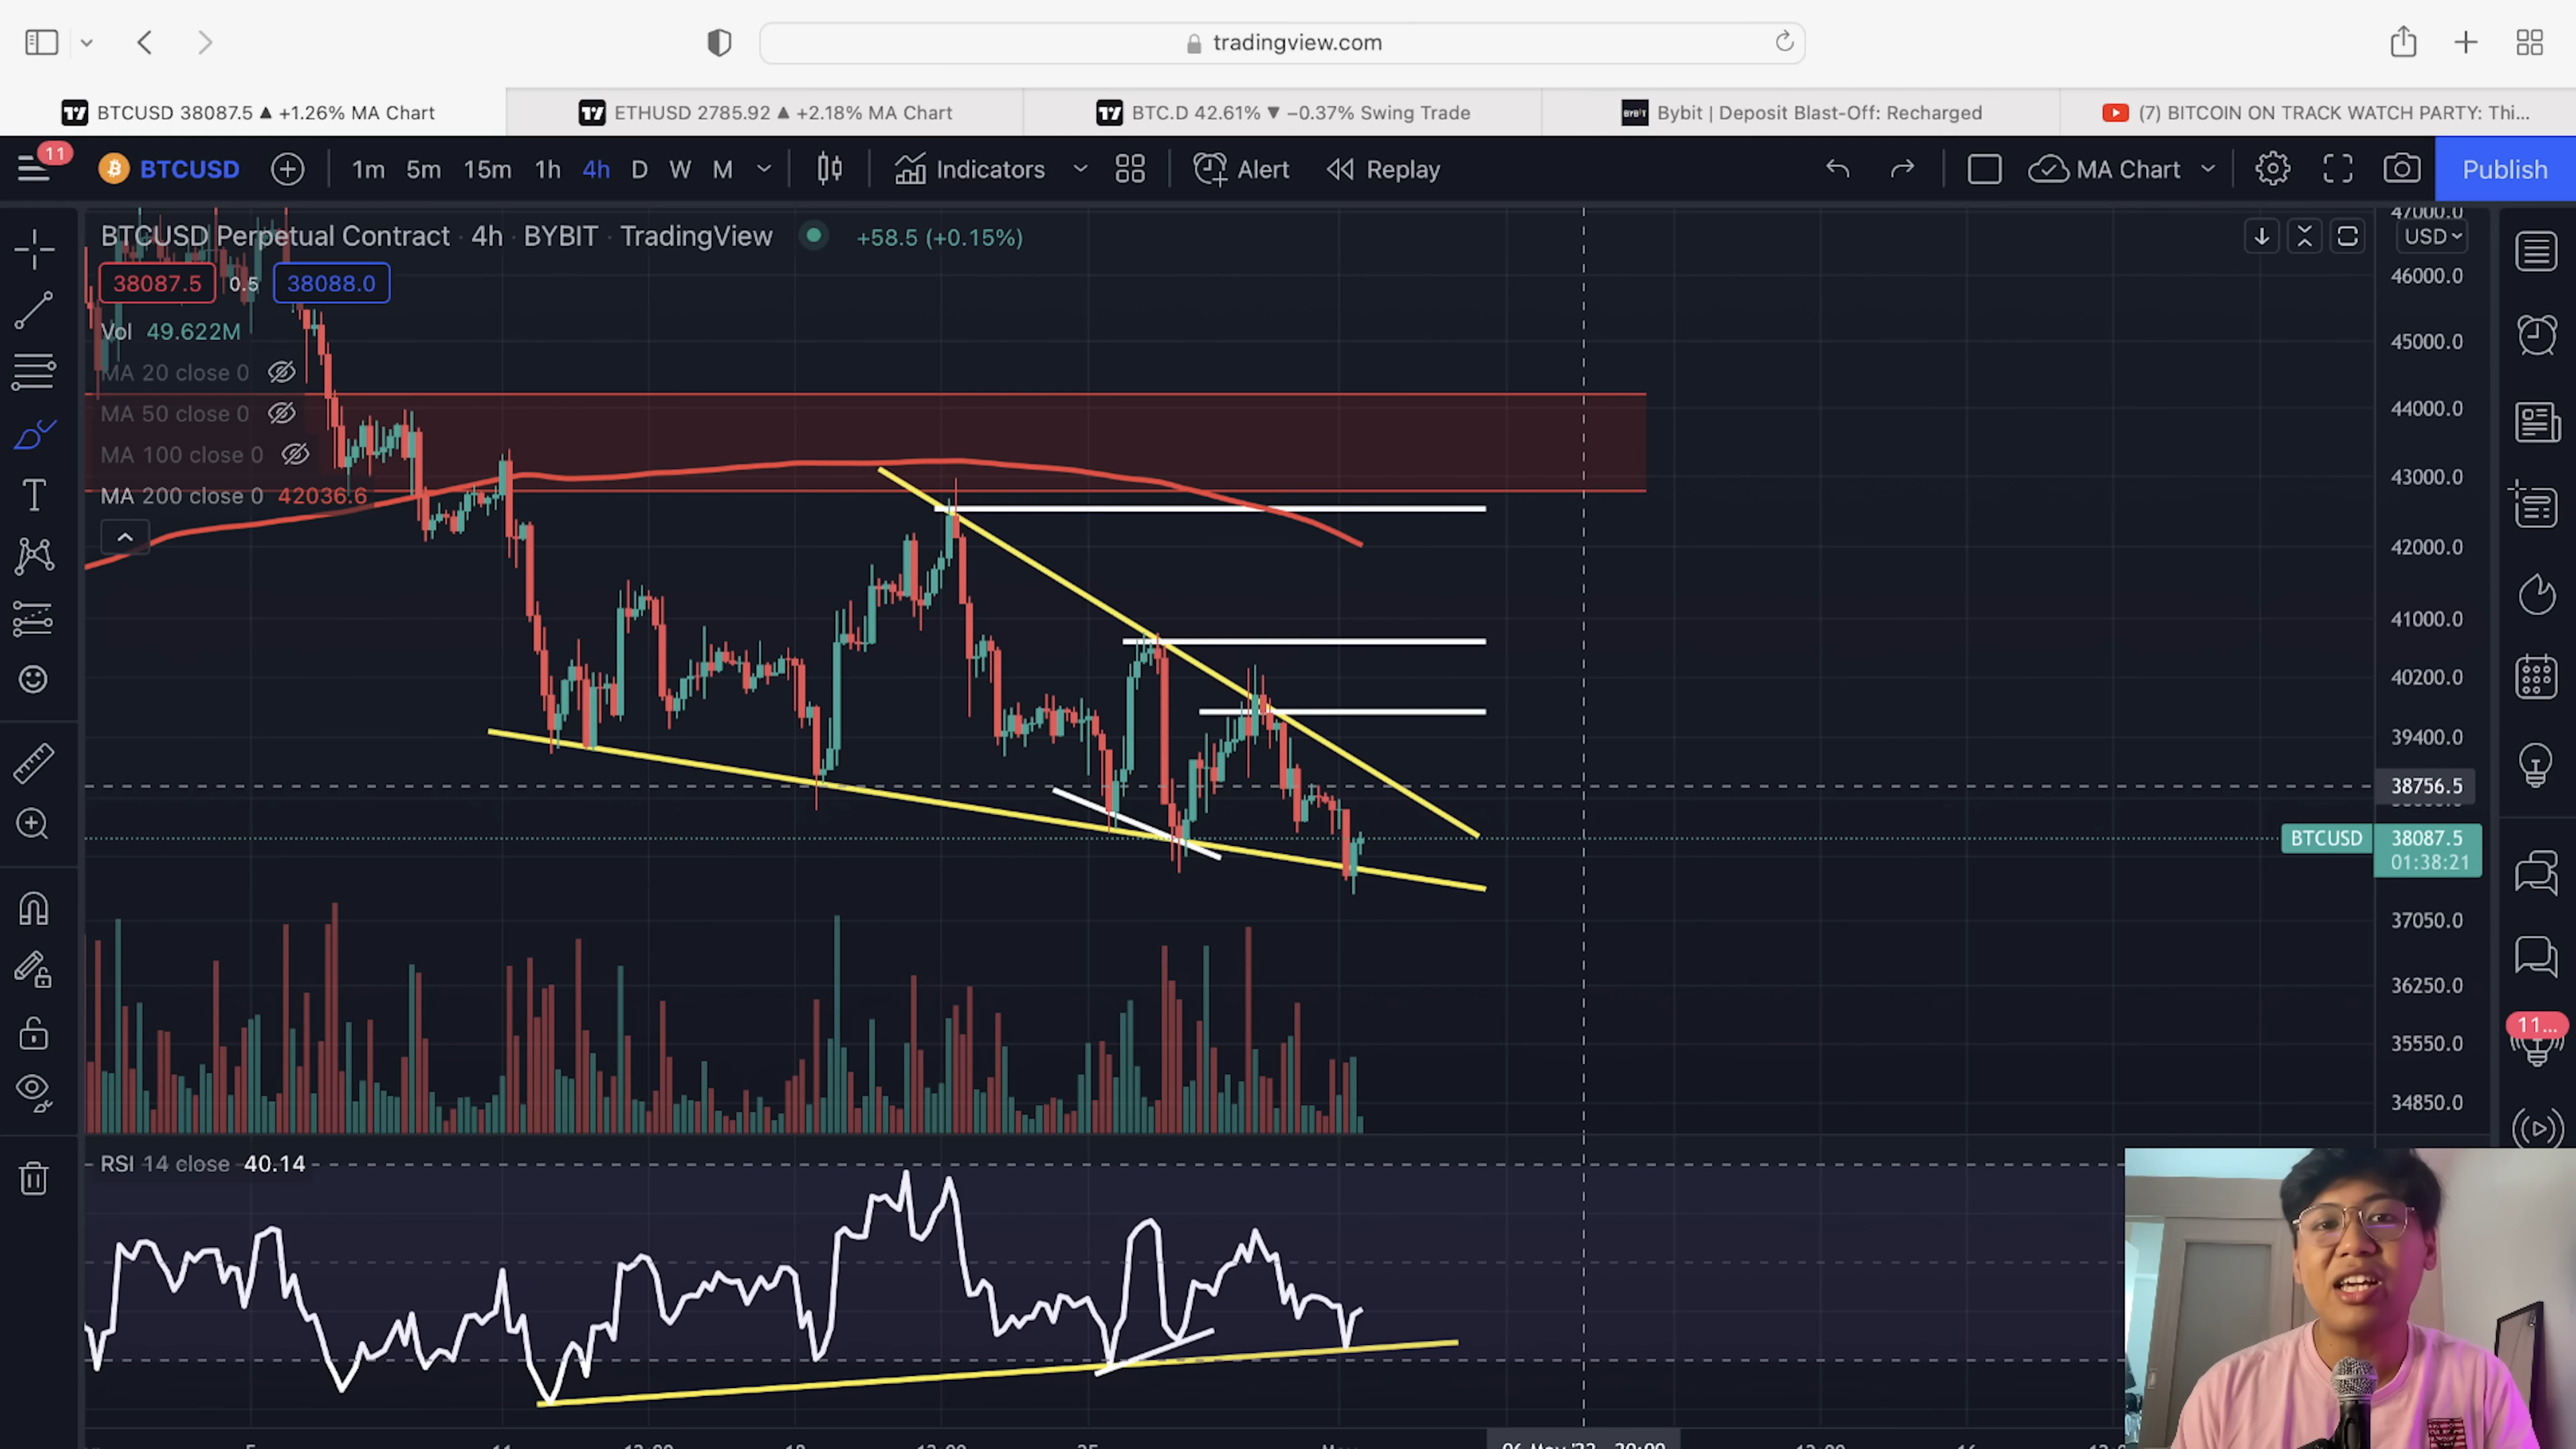 tradingview.com
BTCUSD 38087.5 ▲ +1.26% MA Chart
ETHUSD 2785.92 ▲ +2.18% MA Chart
BTC.D 42.61% ▼ −0.37% Swing Trade
BYBIT Bybit | Deposit Blast-Off: Recharged
(7) BITCOIN ON TRACK WATCH PARTY: Thi...
11
BTCUSD 1m 5m 15m 1h 4h D W M Indicators Alert Replay MA Chart Publish
BTCUSD Perpetual Contract · 4h · BYBIT · TradingView +58.5 (+0.15%)
38087.5 0.5 38088.0
Vol 49.622M
MA 20 close 0
MA 50 close 0
MA 100 close 0
MA 200 close 0 42036.6
47000.0
USD
46000.0
45000.0
44000.0
43000.0
42000.0
41000.0
40200.0
39400.0
38756.5
BTCUSD 38087.5
01:38:21
37050.0
36250.0
35550.0
34850.0
11...
RSI 14 close 40.14